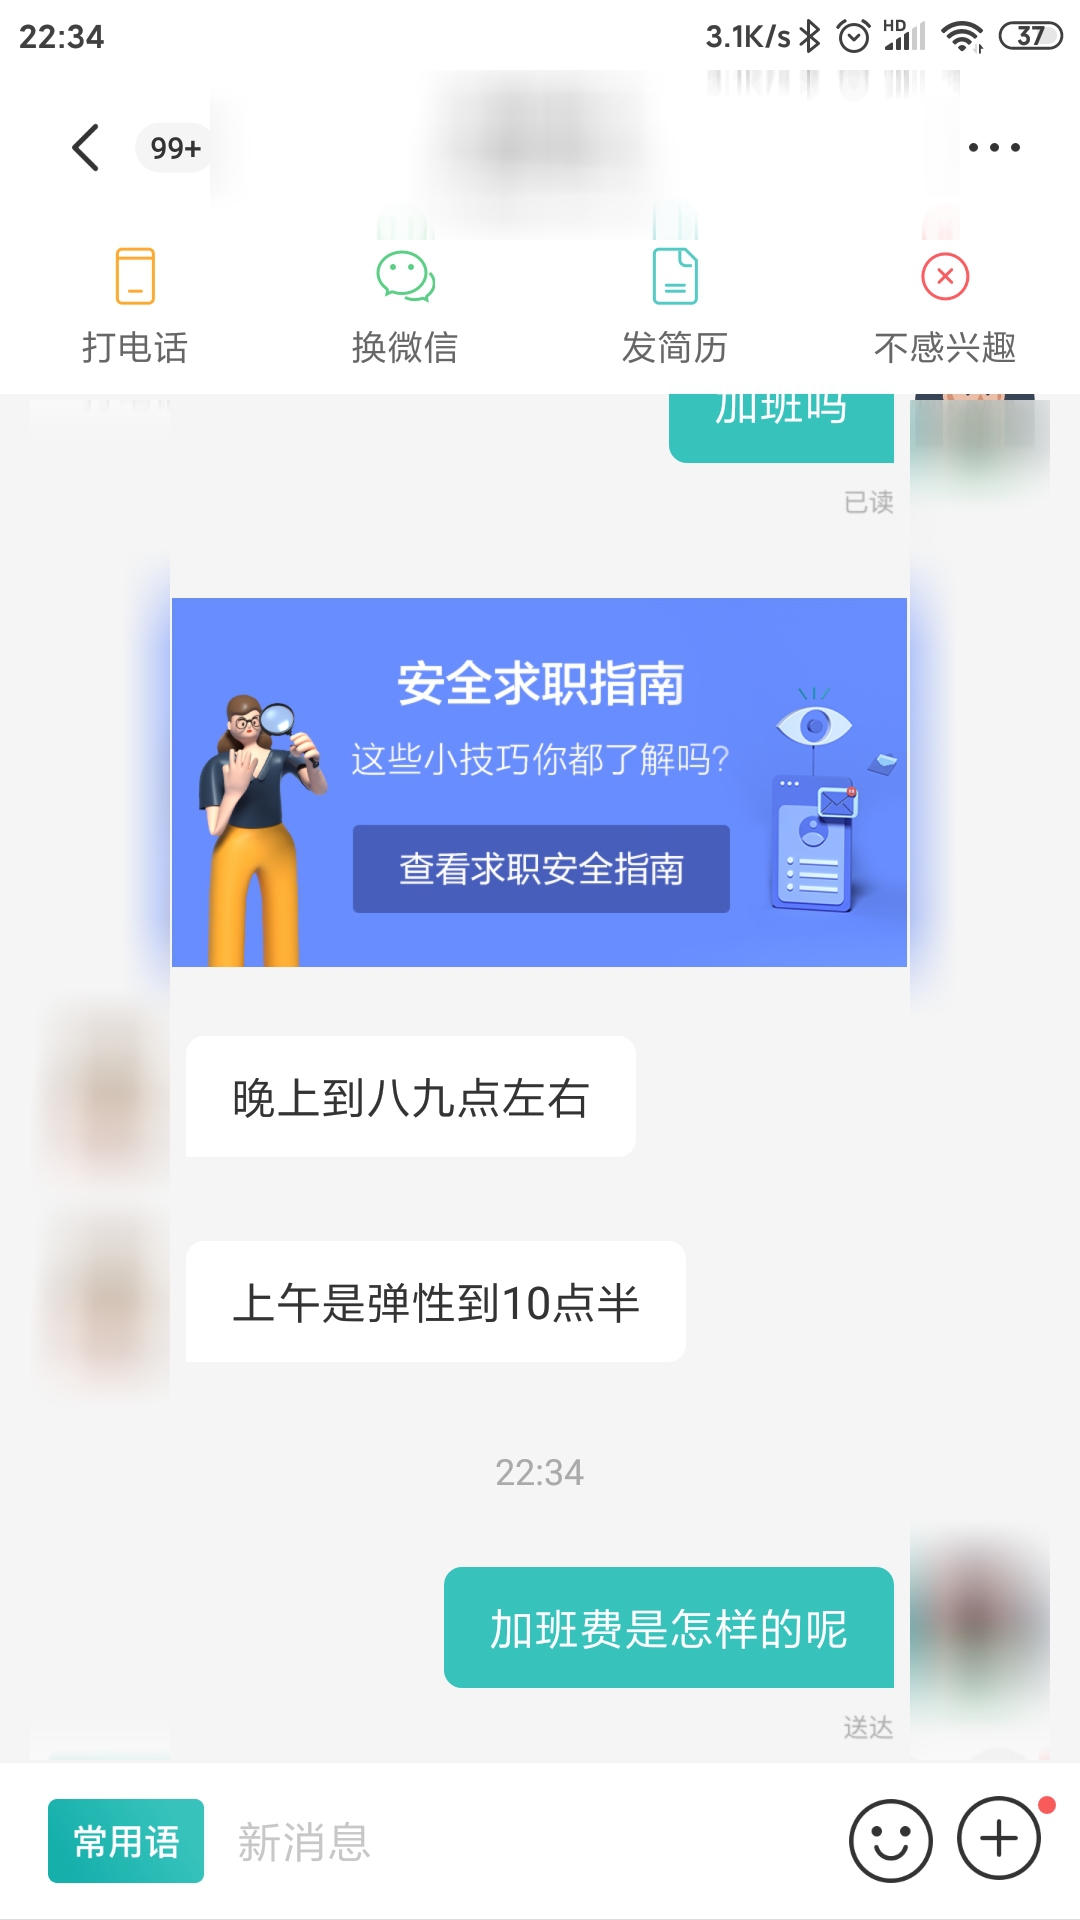 22:34 3.1K/s HD 37
99+
打电话 换微信 发简历 不感兴趣
加班吗
已读
安全求职指南
这些小技巧你都了解吗?
查看求职安全指南
晚上到八九点左右
上午是弹性到10点半
22:34
加班费是怎样的呢
送达
常用语 新消息